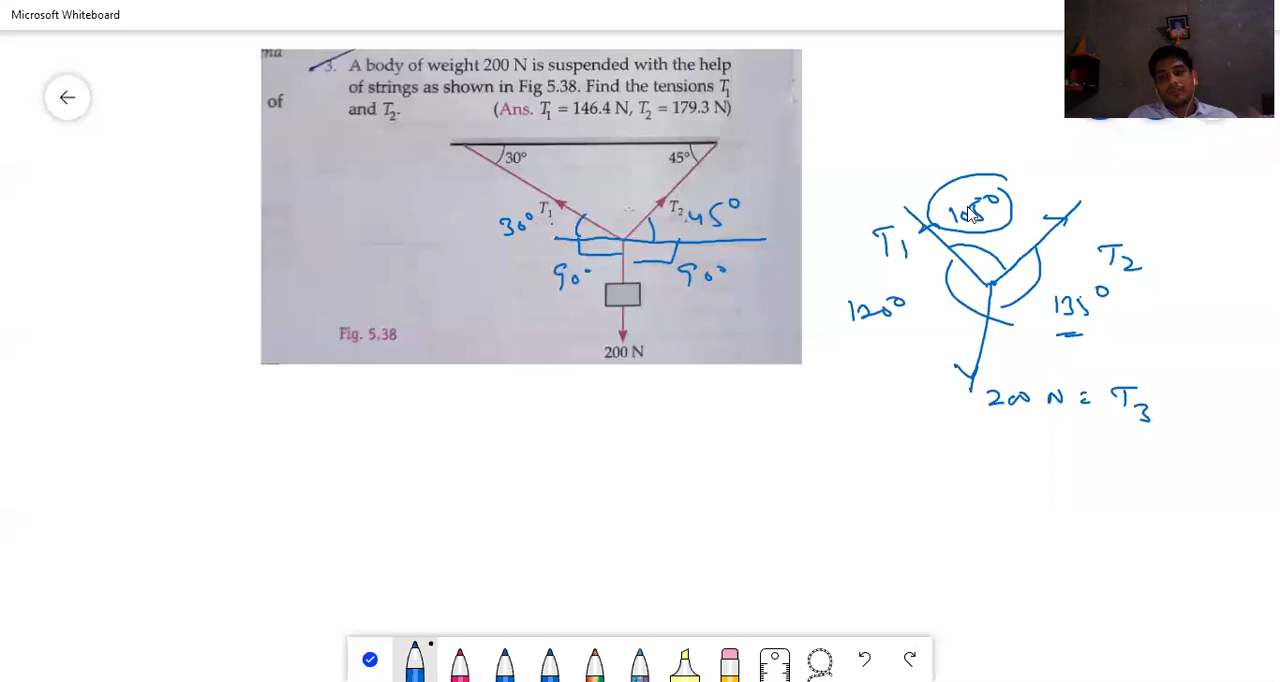 Microsoft Whiteboard
ma
3. A body of weight 200 N is suspended with the help
of
of strings as shown in Fig 5.38. Find the tensions T₁
and T₂. (Ans. T₁ = 146.4 N, T₂ = 179.3 N)
30° 45°
T₁ T₂
30° 45°
90° 90°
Fig. 5.38
200 N
105°
T₁ T₂
120° 135°
200 N = T₃